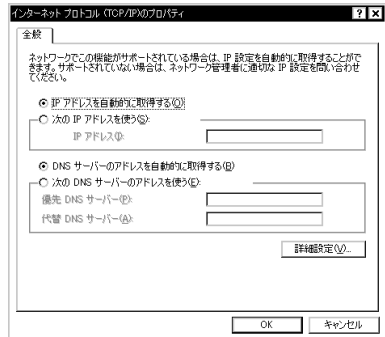 インターネット プロトコル (TCP/IP)のプロパティ
全般
ネットワークでこの機能がサポートされている場合は、IP 設定を自動的に取得することがで
きます。サポートされていない場合は、ネットワーク管理者に適切な IP 設定を問い合わせ
てください。
IP アドレスを自動的に取得する(O)
次の IP アドレスを使う(S):
IP アドレス(I):
DNS サーバーのアドレスを自動的に取得する(B)
次の DNS サーバーのアドレスを使う(E):
優先 DNS サーバー(P):
代替 DNS サーバー(A):
詳細設定(V)...
OK
キャンセル